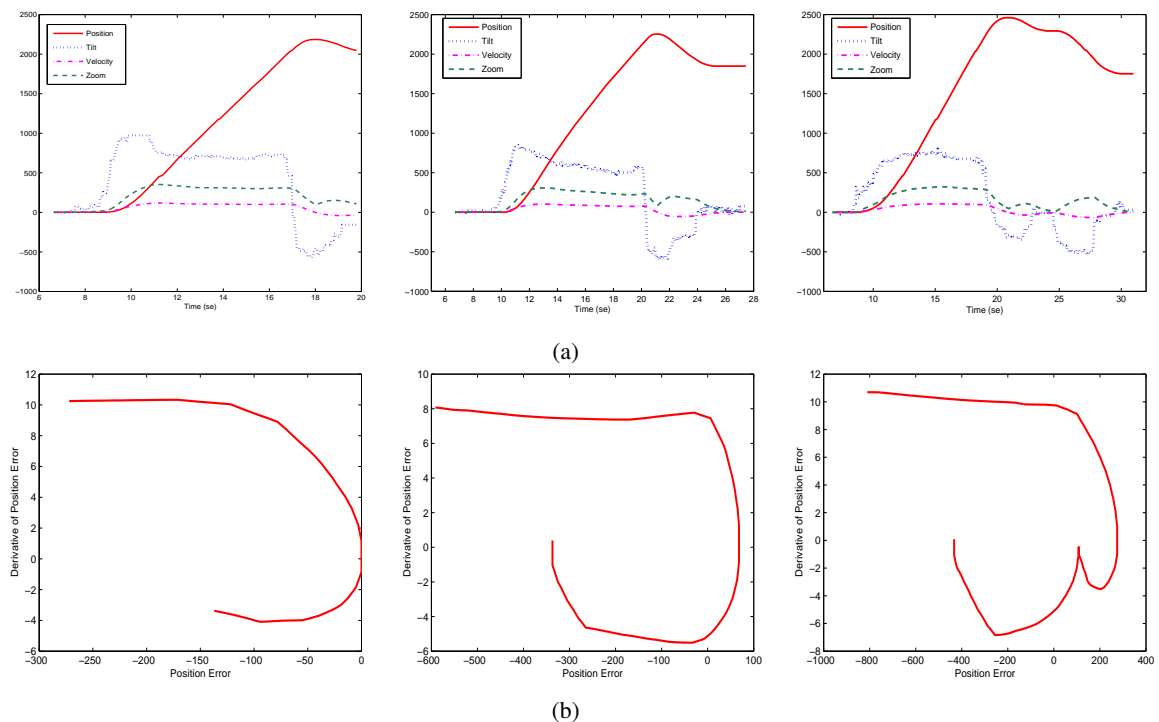 2500
2000
1500
1000
500
0
−500
−1000
6 8 10 12 14 16 18 20
Time (se)
Position
Tilt
Velocity
Zoom
2500
2000
1500
1000
500
0
−500
−1000
4 6 8 10 12 14 16 18 20 22 24 26 28
Time (se)
Position
Tilt
Velocity
Zoom
2500
2000
1500
1000
500
0
−500
−1000
10 15 20 25 30
Time (se)
Position
Tilt
Velocity
Zoom
(a)
12
10
8
6
4
2
0
−2
−4
−6
−300 −250 −200 −150 −100 −50 0
Position Error
Derivative of Position Error
10
8
6
4
2
0
−2
−4
−6
−600 −500 −400 −300 −200 −100 0 100
Position Error
Derivative of Position Error
12
10
8
6
4
2
0
−2
−4
−6
−8
−1000 −800 −600 −400 −200 0 200 400
Position Error
Derivative of Position Error
(b)